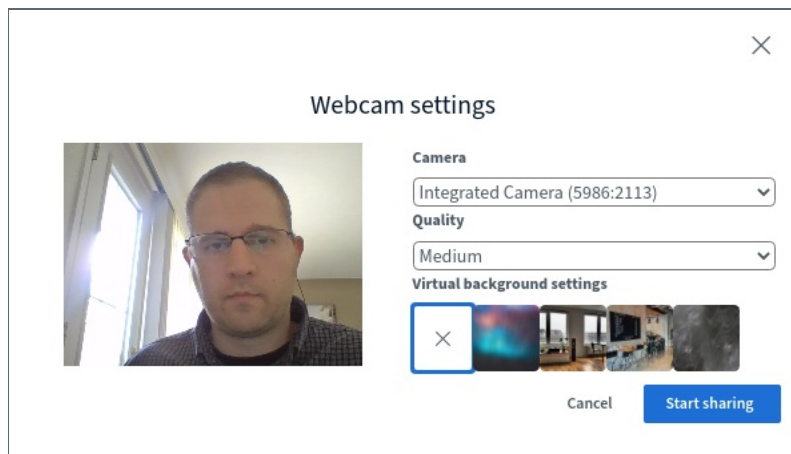 Webcam settings
Camera
Integrated Camera (5986:2113)
Quality
Medium
Virtual background settings
Cancel
Start sharing